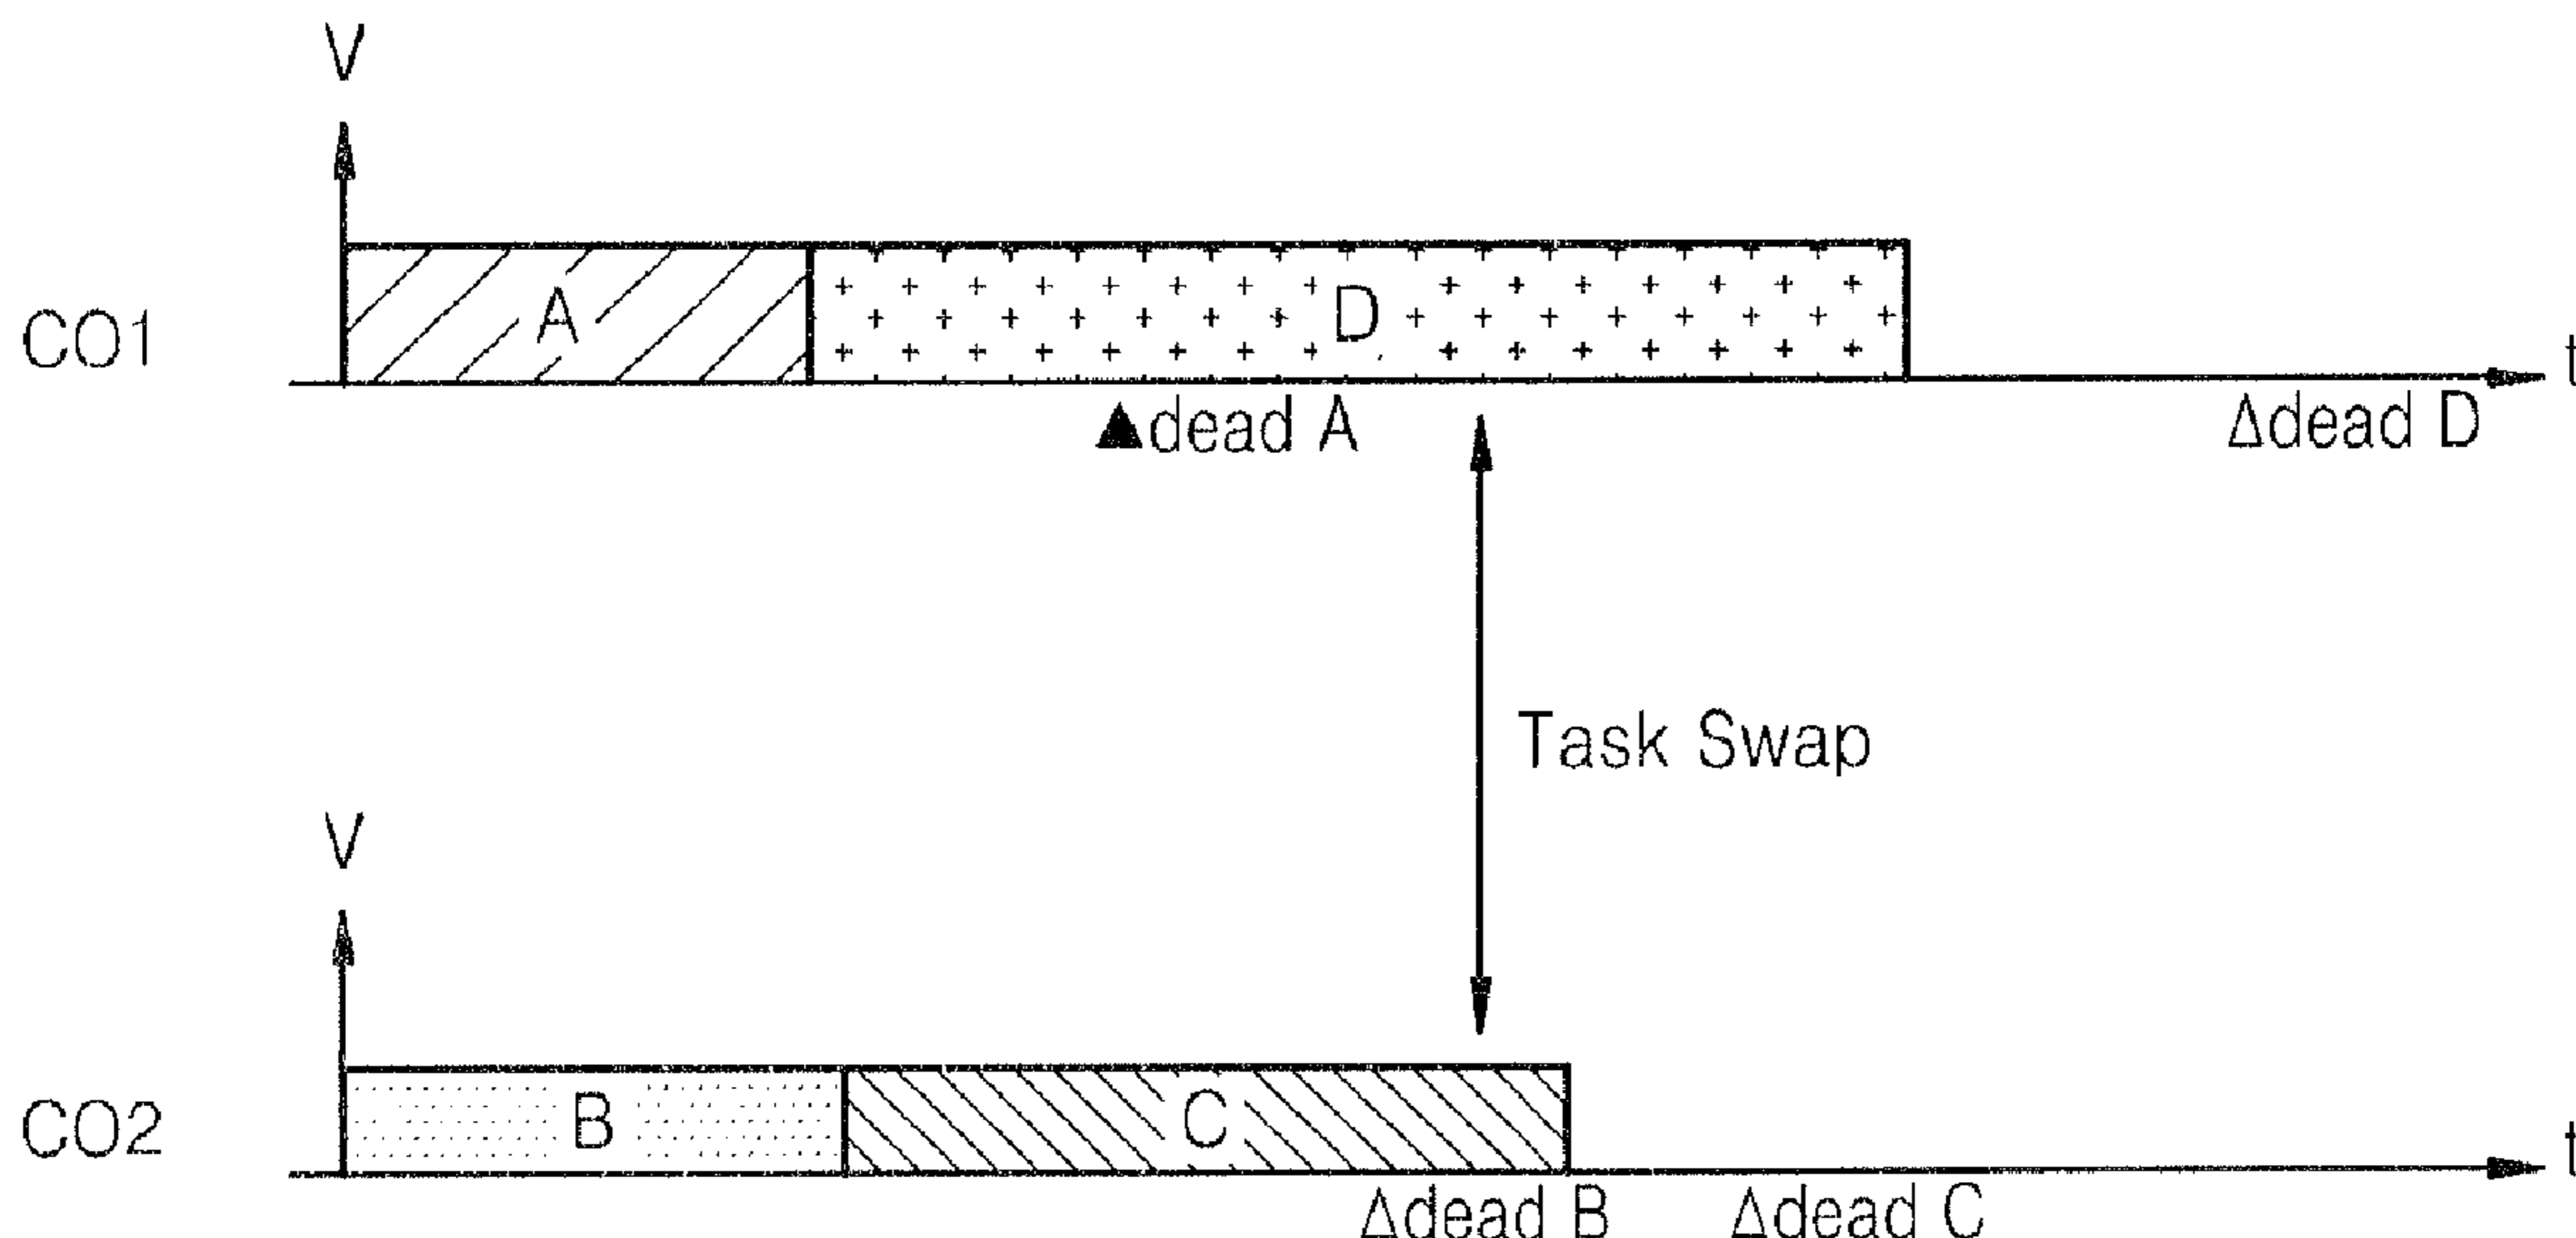 V
CO1
A
D
t
▲dead A
Δdead D
Task Swap
V
CO2
B
C
t
Δdead B
Δdead C